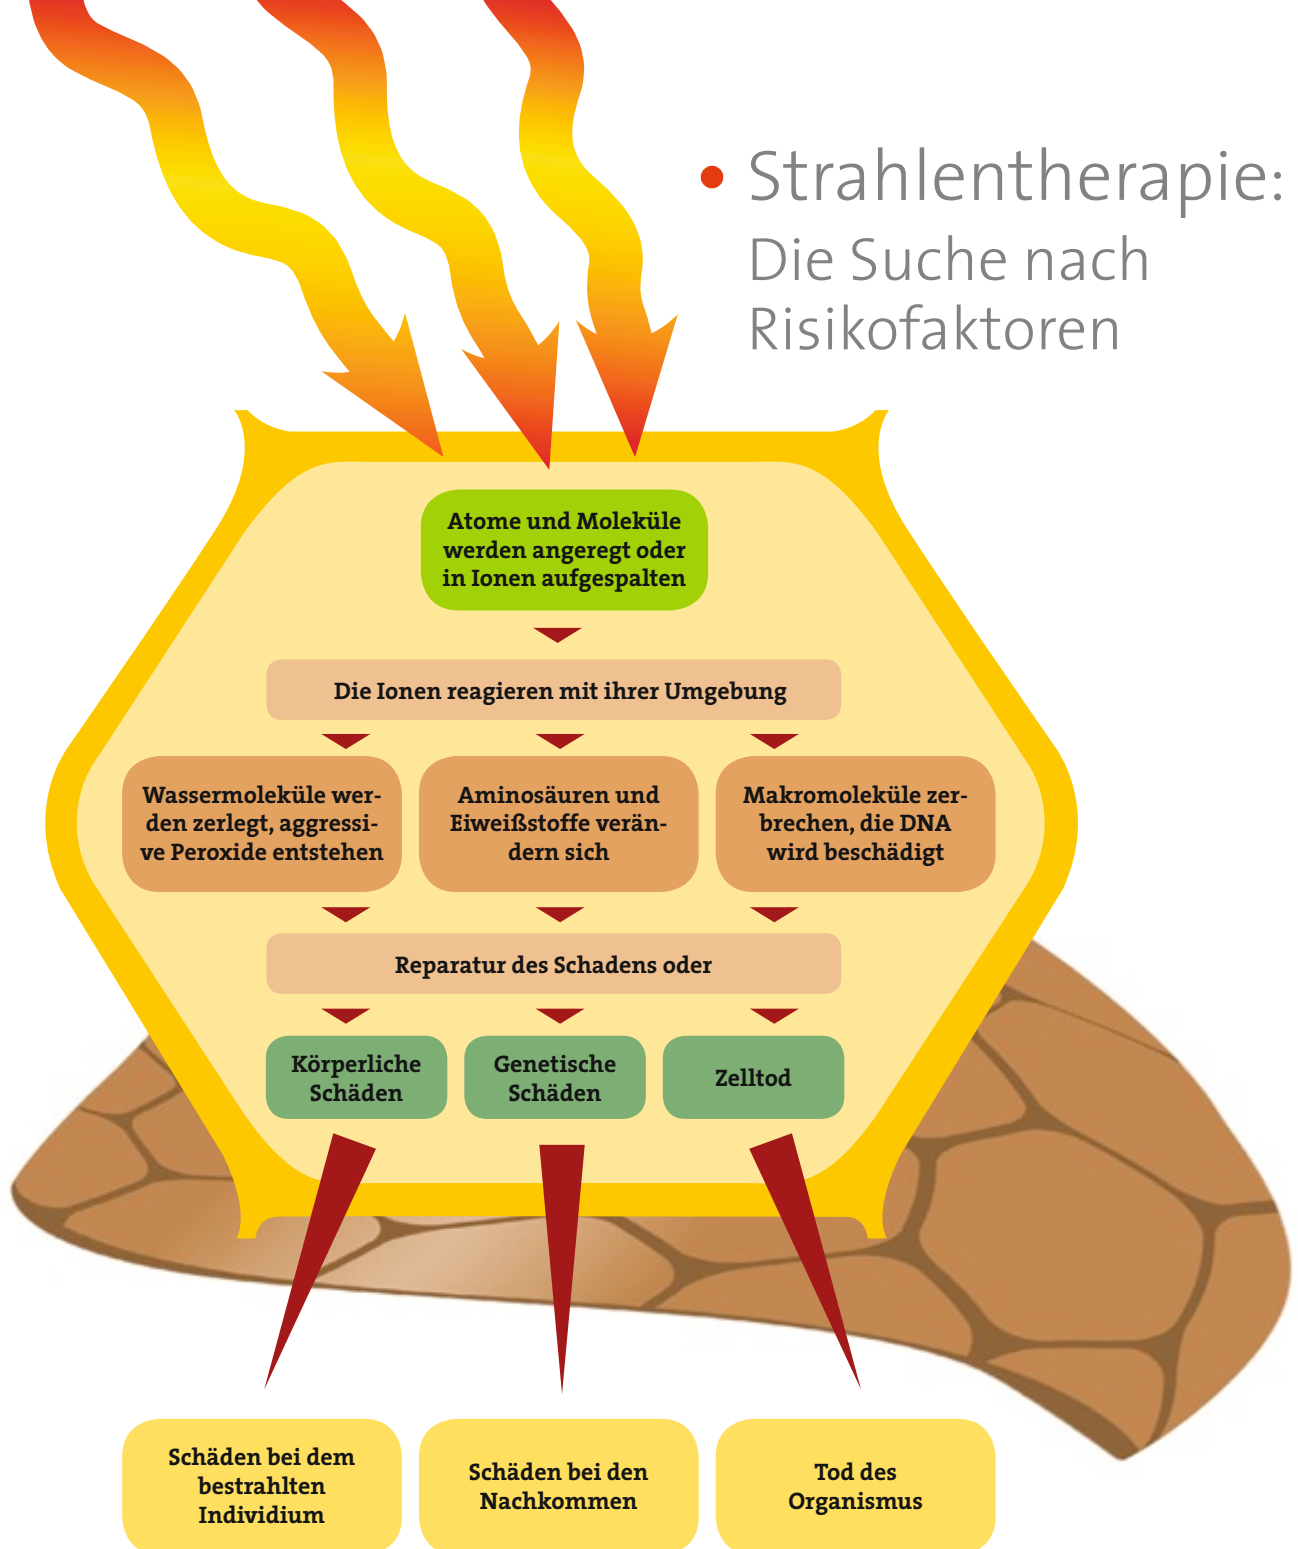 • Strahlentherapie:
Die Suche nach
Risikofaktoren
Atome und Moleküle
werden angeregt oder
in Ionen aufgespalten
Die Ionen reagieren mit ihrer Umgebung
Wassermoleküle wer-
den zerlegt, aggressi-
ve Peroxide entstehen
Aminosäuren und
Eiweißstoffe verän-
dern sich
Makromoleküle zer-
brechen, die DNA
wird beschädigt
Reparatur des Schadens oder
Körperliche
Schäden
Genetische
Schäden
Zelltod
Schäden bei dem
bestrahlten
Individium
Schäden bei den
Nachkommen
Tod des
Organismus